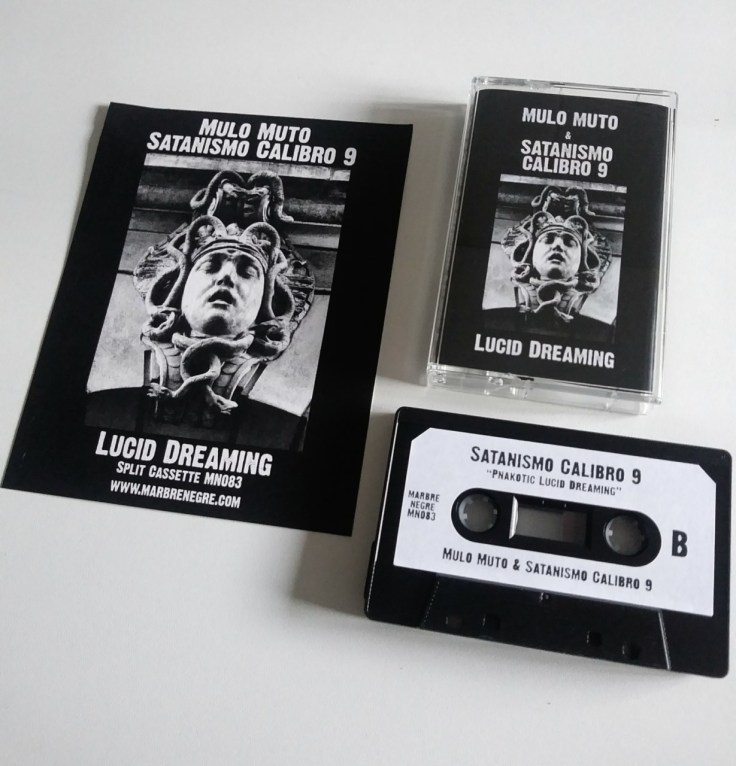 MULO MUTO
SATANISMO CALIBRO 9
LUCID DREAMING
SPLIT CASSETTE MN083
WWW.MARBRENEGRE.COM
MULO MUTO
&
SATANISMO
CALIBRO 9
LUCID DREAMING
SATANISMO CALIBRO 9
"PNAKOTIC LUCID DREAMING"
MARBRE
NEGRE
MN083
B
MULO MUTO & SATANISMO CALIBRO 9